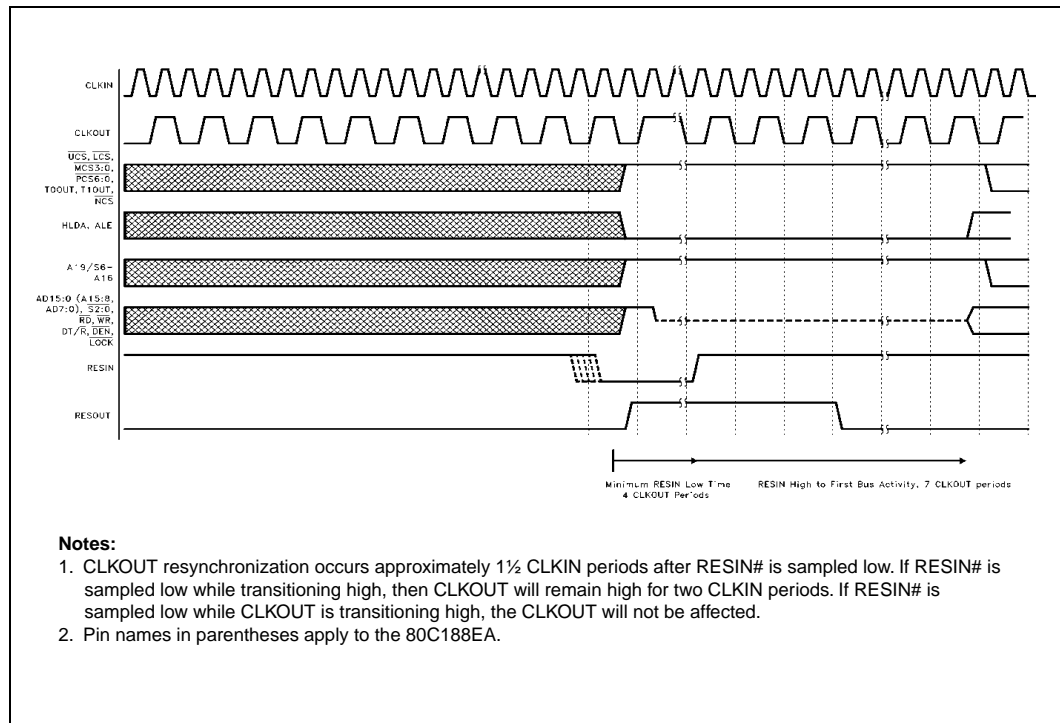 CLKIN
CLKOUT
UCS, LCS,
MCS3:0,
PCS6:0,
T0OUT, T1OUT,
NCS
HLDA, ALE
A19/S6–
A16
AD15:0 (A15:8,
AD7:0), S2:0,
RD, WR,
DT/R, DEN,
LOCK
RESIN
RESOUT
Minimum RESIN Low Time
4 CLKOUT Periods
RESIN High to First Bus Activity, 7 CLKOUT periods
Notes:
1. CLKOUT resynchronization occurs approximately 1½ CLKIN periods after RESIN# is sampled low. If RESIN# is
sampled low while transitioning high, then CLKOUT will remain high for two CLKIN periods. If RESIN# is
sampled low while CLKOUT is transitioning high, the CLKOUT will not be affected.
2. Pin names in parentheses apply to the 80C188EA.